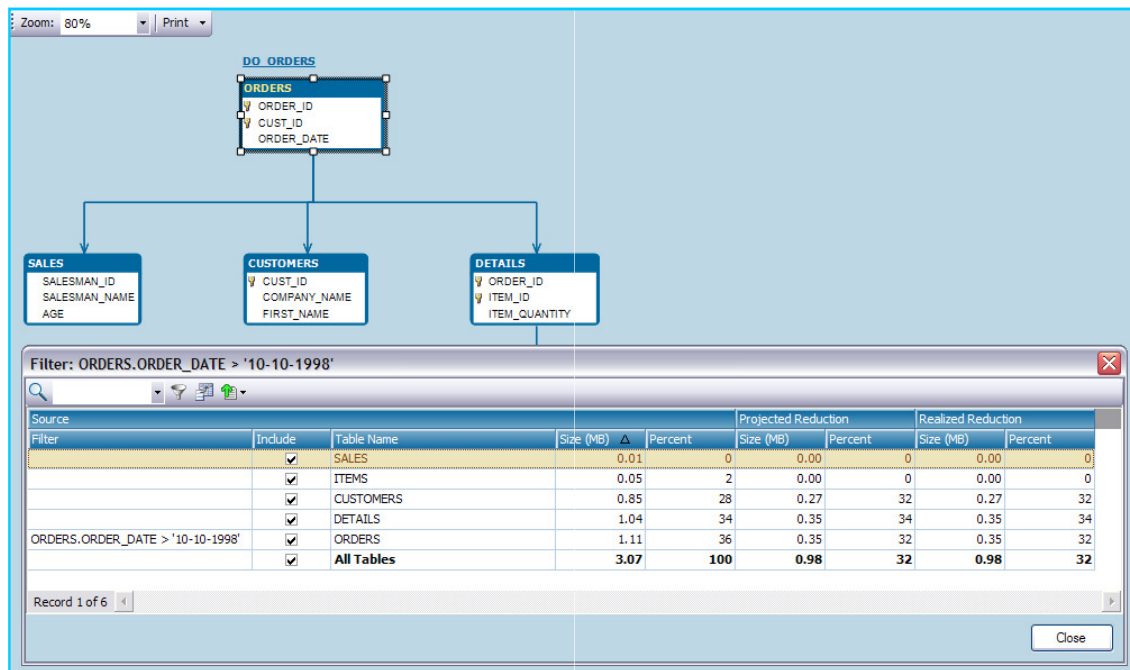 Zoom: 80% Print
DO_ORDERS
ORDERS
ORDER_ID
CUST_ID
ORDER_DATE
SALES
SALESMAN_ID
SALESMAN_NAME
AGE
CUSTOMERS
CUST_ID
COMPANY_NAME
FIRST_NAME
DETAILS
ORDER_ID
ITEM_ID
ITEM_QUANTITY
Filter: ORDERS.ORDER_DATE > '10-10-1998'
Source Projected Reduction Realized Reduction
Filter Include Table Name Size (MB) Percent Size (MB) Percent Size (MB) Percent
SALES 0.01 0 0.00 0 0.00 0
ITEMS 0.05 2 0.00 0 0.00 0
CUSTOMERS 0.85 28 0.27 32 0.27 32
DETAILS 1.04 34 0.35 34 0.35 34
ORDERS.ORDER_DATE > '10-10-1998' ORDERS 1.11 36 0.35 32 0.35 32
All Tables 3.07 100 0.98 32 0.98 32
Record 1 of 6
Close